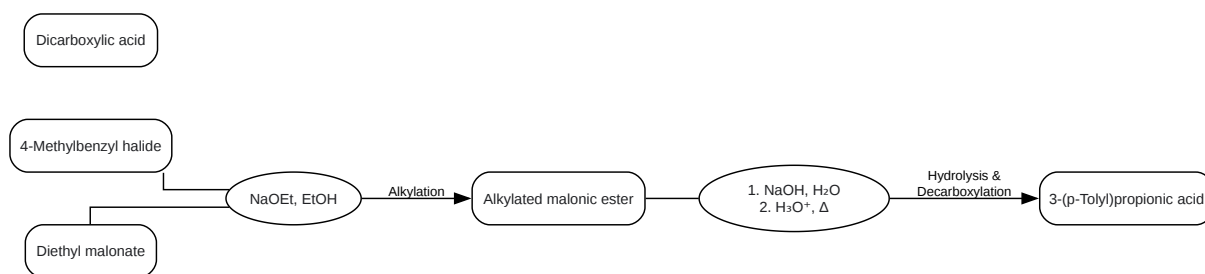 Dicarboxylic acid
4-Methylbenzyl halide
Diethyl malonate
NaOEt, EtOH
Alkylation
Alkylated malonic ester
1. NaOH, H₂O
2. H₃O⁺, Δ
Hydrolysis &
Decarboxylation
3-(p-Tolyl)propionic acid